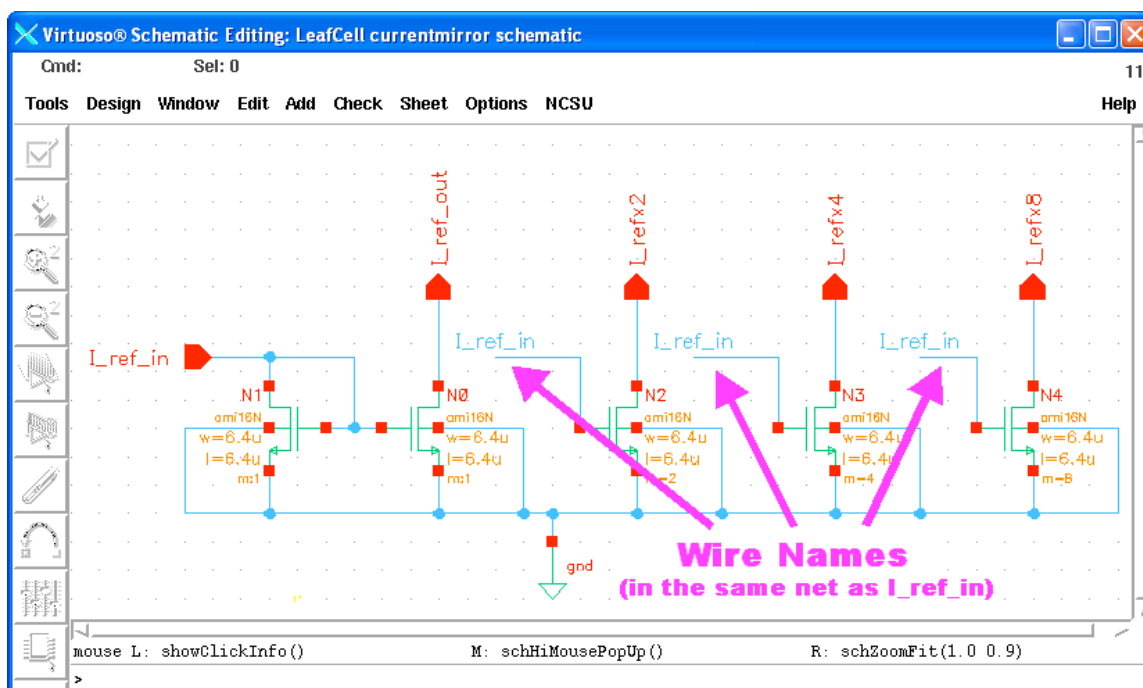 Virtuoso® Schematic Editing: LeafCell currentmirror schematic
Cmd: Sel: 0
11
Tools Design Window Edit Add Check Sheet Options NCSU Help
I_ref_out
I_refx2
I_refx4
I_refx8
I_ref_in
I_ref_in
I_ref_in
I_ref_in
N1
ami16N
w=6.4u
l=6.4u
m:1
N0
ami16N
w=6.4u
l=6.4u
m:1
N2
ami16N
w=6.4u
l=6.4u
N3
ami16N
w=6.4u
l=6.4u
m-4
N4
ami16N
w=6.4u
l=6.4u
m-8
gnd
Wire Names
(in the same net as I_ref_in)
mouse L: showClickInfo() M: schHiMousePopUp() R: schZoomFit(1.0 0.9)
>